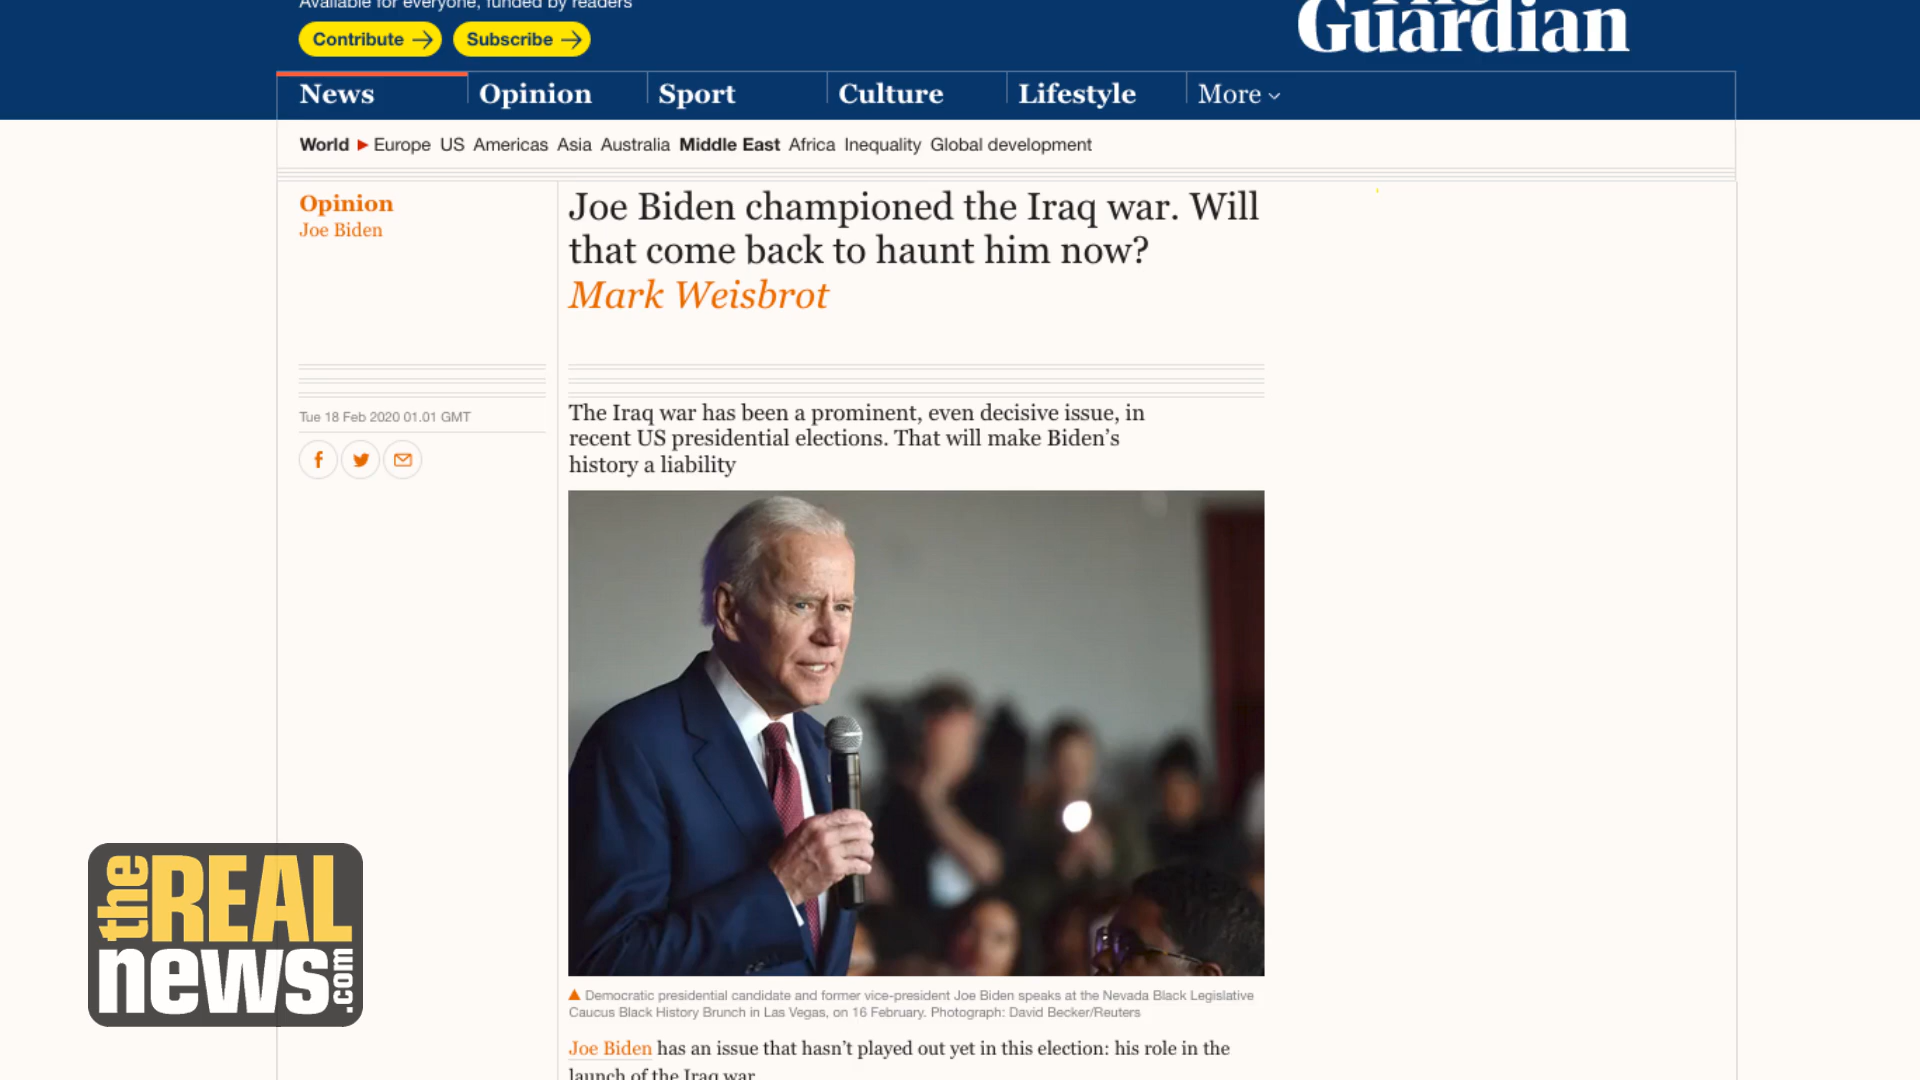 Available for everyone, funded by readers
Contribute →
Subscribe →
The Guardian
News
Opinion
Sport
Culture
Lifestyle
More
World ▶ Europe US Americas Asia Australia Middle East Africa Inequality Global development
Opinion
Joe Biden
Joe Biden championed the Iraq war. Will
that come back to haunt him now?
Mark Weisbrot
Tue 18 Feb 2020 01.01 GMT
The Iraq war has been a prominent, even decisive issue, in
recent US presidential elections. That will make Biden's
history a liability
▲ Democratic presidential candidate and former vice-president Joe Biden speaks at the Nevada Black Legislative
Caucus Black History Brunch in Las Vegas, on 16 February. Photograph: David Becker/Reuters
Joe Biden has an issue that hasn't played out yet in this election: his role in the
launch of the Iraq war
the REAL
news.com